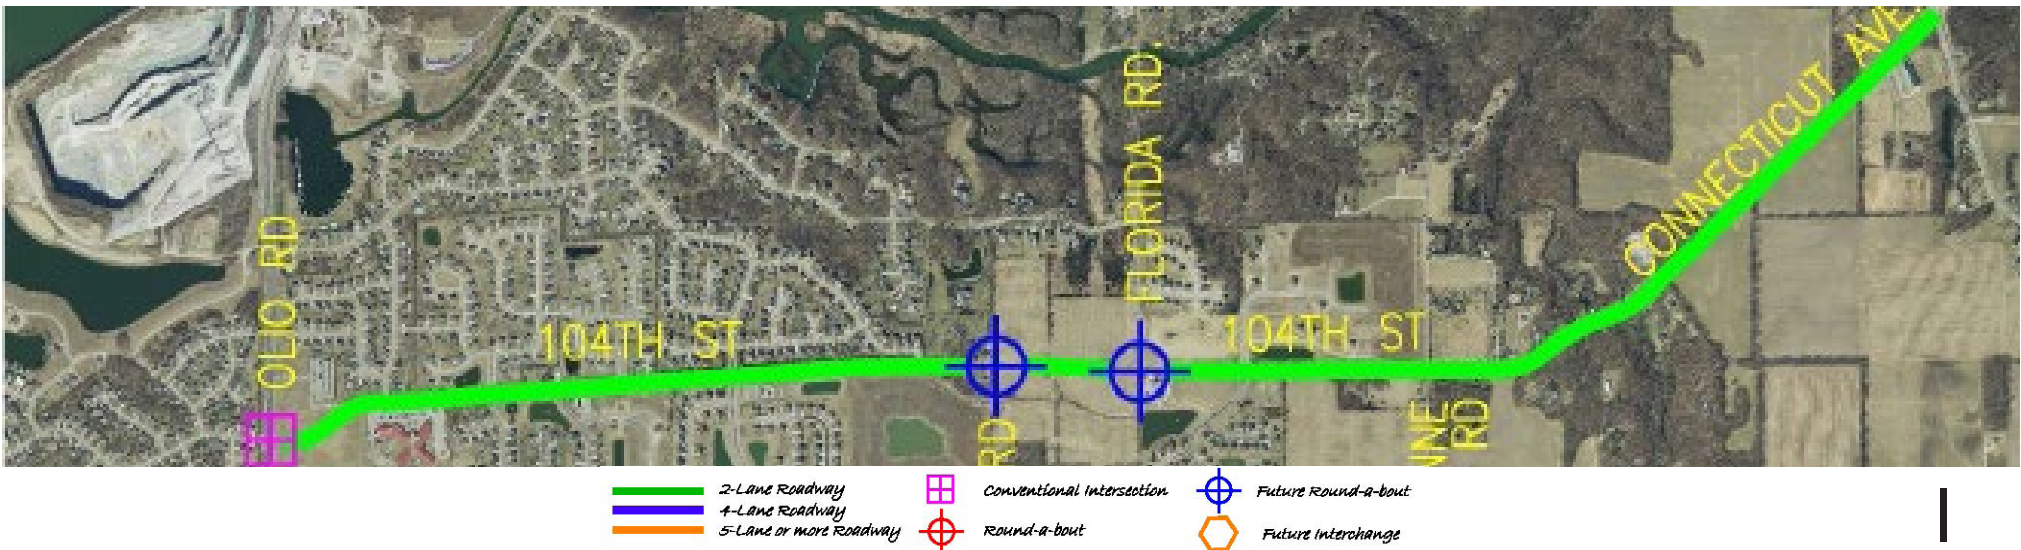 CONNECTICUT AVE.
FLORIDA RD.
OLIO RD
104TH ST
104TH ST
RD
RD
2-Lane Roadway
4-Lane Roadway
5-Lane or more Roadway
Conventional Intersection
Round-a-bout
Future Round-a-bout
Future Interchange